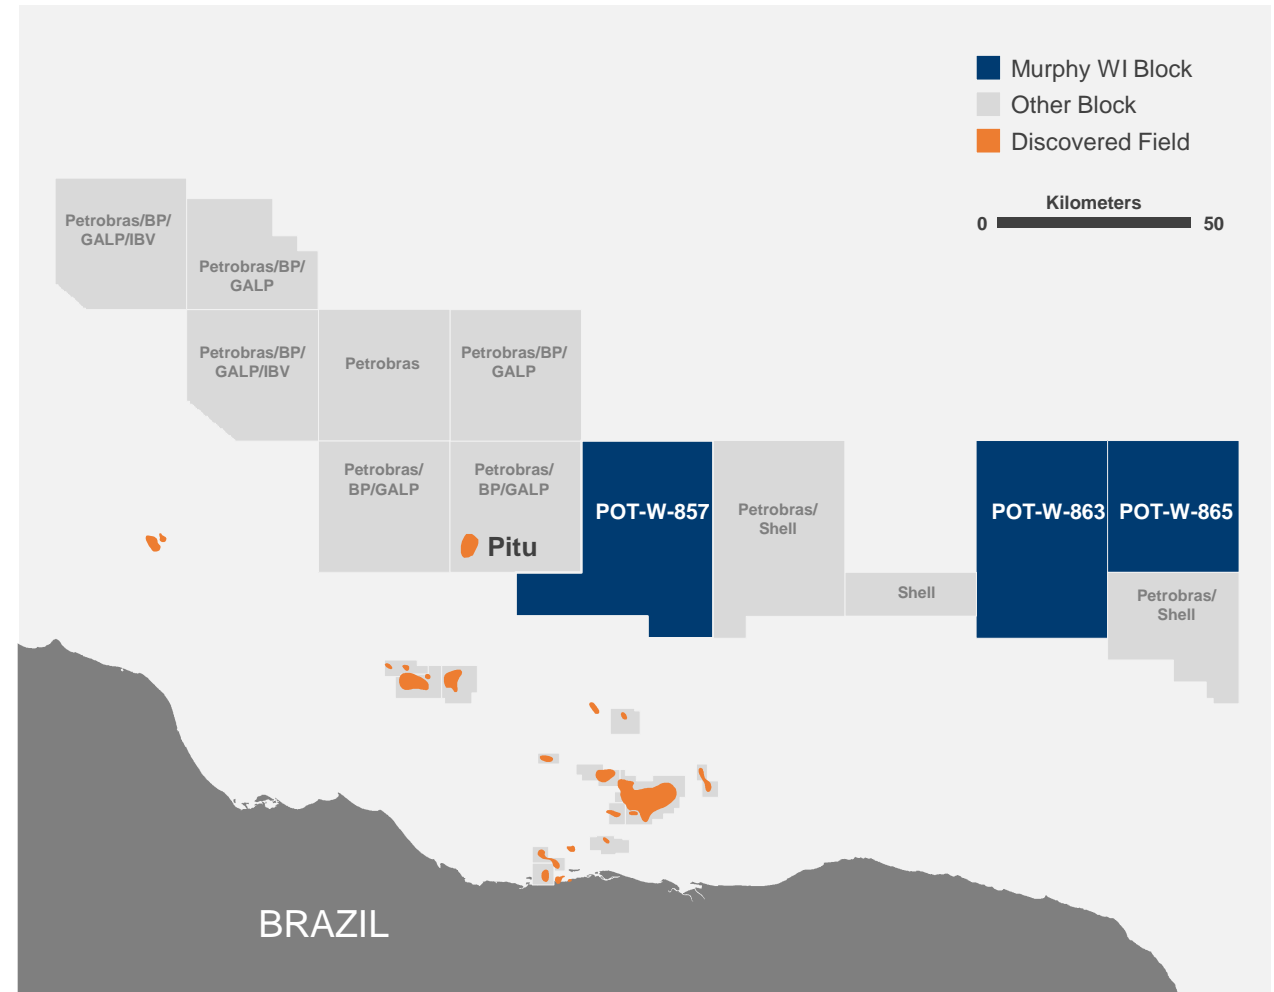 Murphy WI Block
Other Block
Discovered Field
Kilometers
0 50
Petrobras/BP/
GALP/IBV
Petrobras/BP/
GALP
Petrobras/BP/
GALP/IBV
Petrobras
Petrobras/BP/
GALP
Petrobras/
BP/GALP
Petrobras/
BP/GALP
Pitu
POT-W-857
Petrobras/
Shell
Shell
POT-W-863
POT-W-865
Petrobras/
Shell
BRAZIL